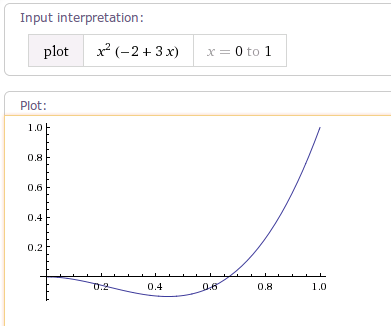 Input interpretation:
plot x² (−2 + 3 x) x = 0 to 1
Plot:
1.0
0.8
0.6
0.4
0.2
0.2 0.4 0.6 0.8 1.0